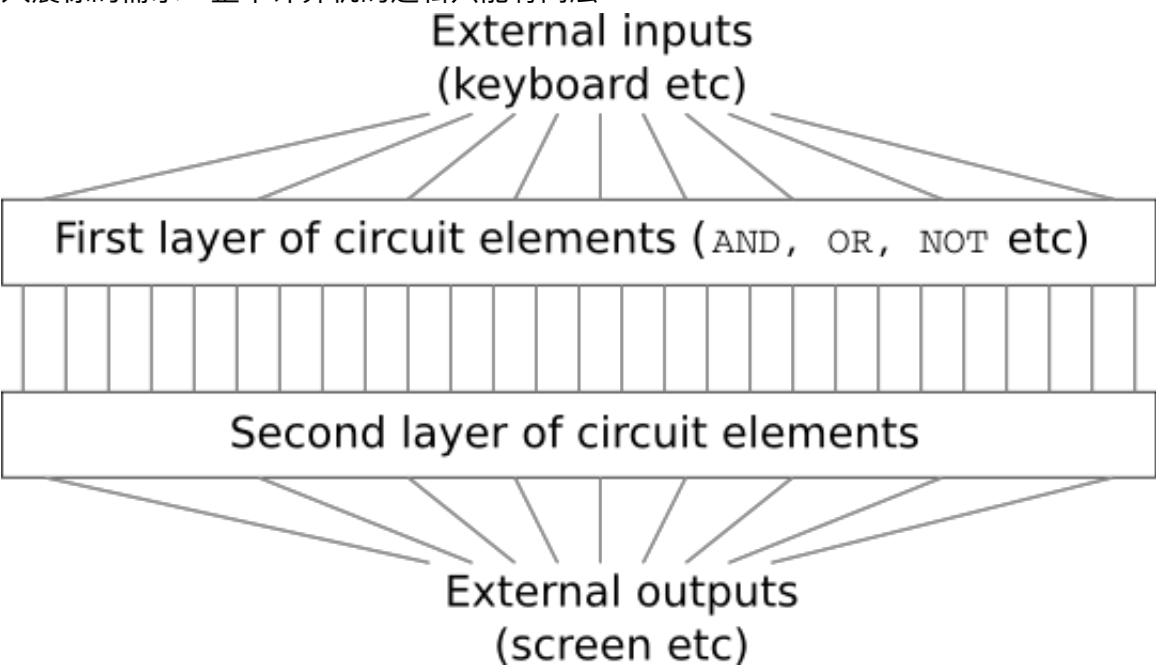 External inputs
(keyboard etc)
First layer of circuit elements (AND, OR, NOT etc)
Second layer of circuit elements
External outputs
(screen etc)